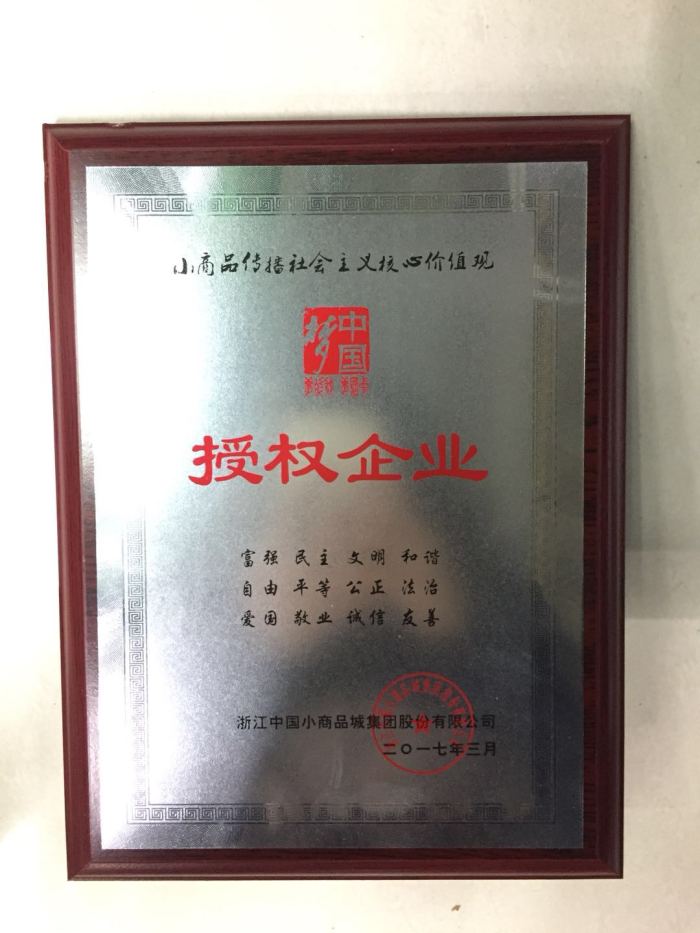 小商品传播社会主义核心价值观
中国
梦
授权企业
富强 民主 文明 和谐
自由 平等 公正 法治
爱国 敬业 诚信 友善
浙江中国小商品城集团股份有限公司
二〇一七年三月